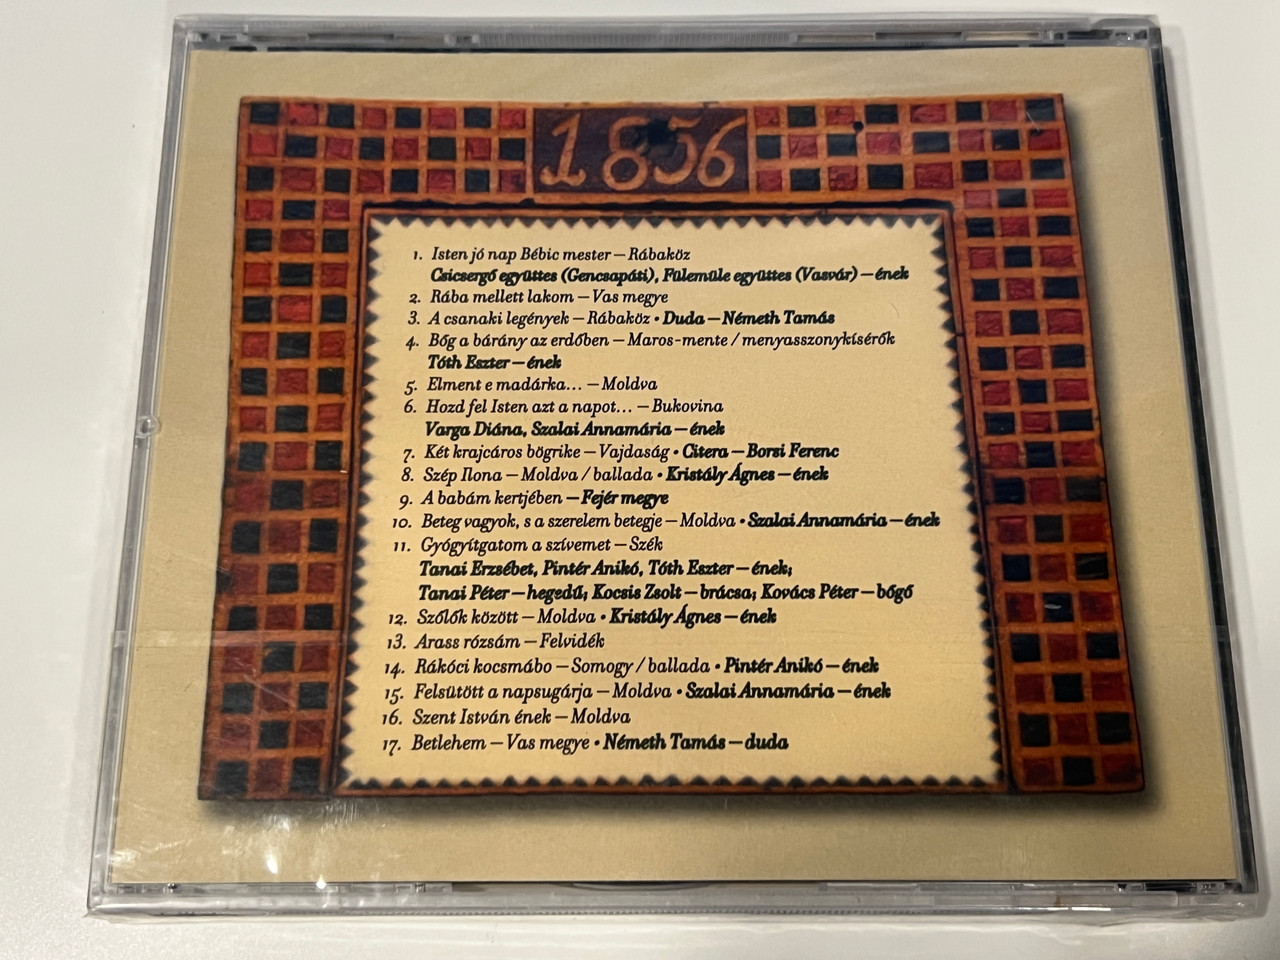 1856
1. Isten jó nap Bébic mester – Rábaköz
Csicsergő együttes (Gencsapáti), Fülemüle együttes (Vasvár) – ének
2. Rába mellett lakom – Vas megye
3. A csanaki legények – Rábaköz • Duda – Németh Tamás
4. Bőg a bárány az erdőben – Maros-mente / menyasszonykísérők
Tóth Eszter – ének
5. Elment e madárka... – Moldva
6. Hozd fel Isten azt a napot... – Bukovina
Varga Diána, Szalai Annamária – ének
7. Két krajcáros bögrike – Vajdaság • Citera – Borsi Ferenc
8. Szép Ilona – Moldva / ballada • Kristály Ágnes – ének
9. A babám kertjében – Fejér megye
10. Beteg vagyok, s a szerelem betegje – Moldva • Szalai Annamária – ének
11. Gyógyítgatom a szívemet – Szék
Tanai Erzsébet, Pintér Anikó, Tóth Eszter – ének;
Tanai Péter – hegedű; Kocsis Zsolt – brácsa; Kovács Péter – bőgő
12. Szőlők között – Moldva • Kristály Ágnes – ének
13. Arass rózsám – Felvidék
14. Rákóci kocsmábo – Somogy / ballada • Pintér Anikó – ének
15. Felsütött a napsugárja – Moldva • Szalai Annamária – ének
16. Szent István ének – Moldva
17. Betlehem – Vas megye • Németh Tamás – duda